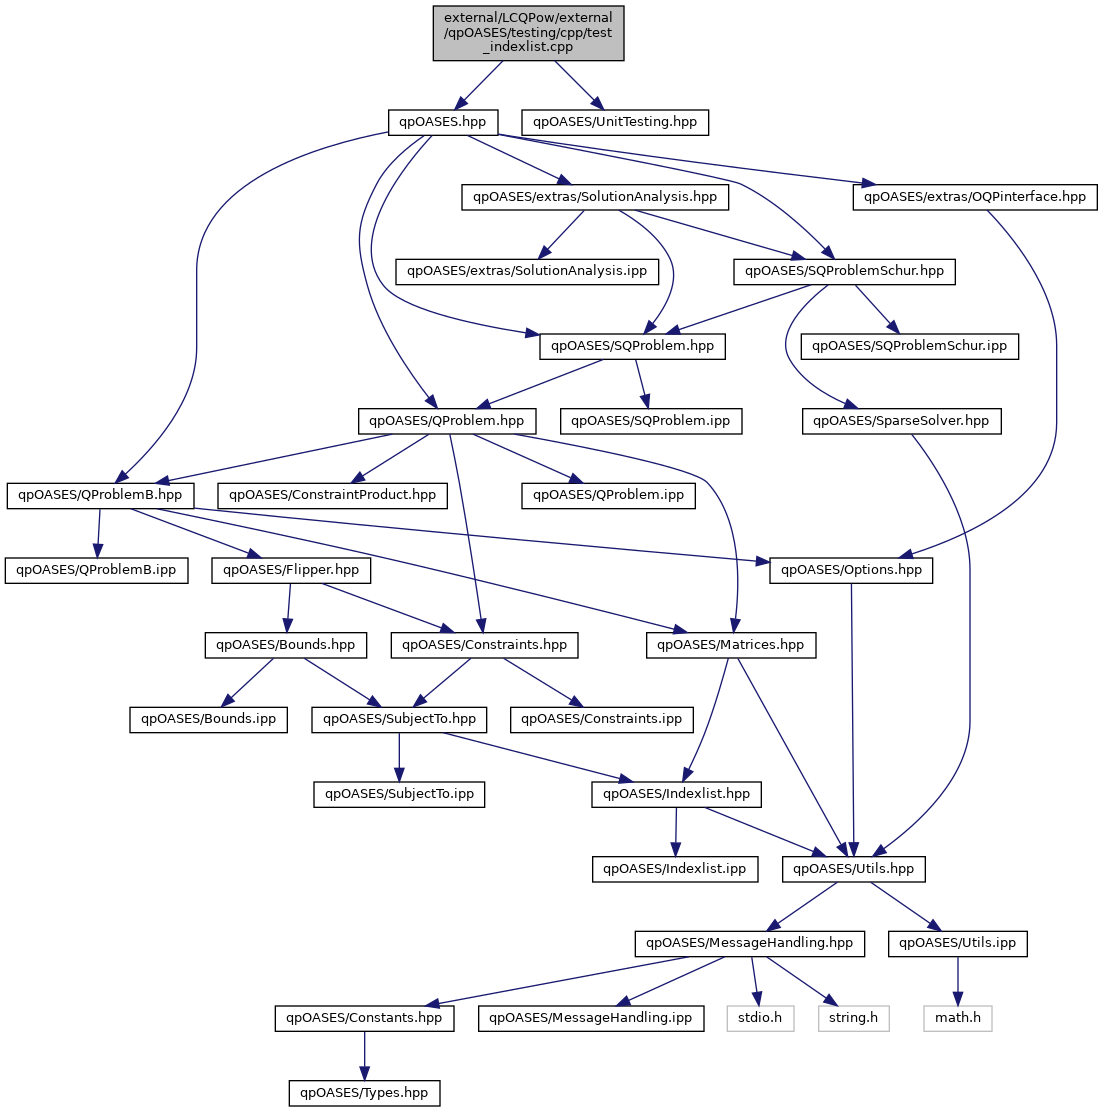 external/LCQPow/external
/qpOASES/testing/cpp/test
_indexlist.cpp
qpOASES.hpp
qpOASES/UnitTesting.hpp
qpOASES/extras/SolutionAnalysis.hpp
qpOASES/extras/OQPinterface.hpp
qpOASES/extras/SolutionAnalysis.ipp
qpOASES/SQProblemSchur.hpp
qpOASES/SQProblem.hpp
qpOASES/SQProblemSchur.ipp
qpOASES/QProblem.hpp
qpOASES/SQProblem.ipp
qpOASES/SparseSolver.hpp
qpOASES/QProblemB.hpp
qpOASES/ConstraintProduct.hpp
qpOASES/QProblem.ipp
qpOASES/QProblemB.ipp
qpOASES/Flipper.hpp
qpOASES/Options.hpp
qpOASES/Bounds.hpp
qpOASES/Constraints.hpp
qpOASES/Matrices.hpp
qpOASES/Bounds.ipp
qpOASES/SubjectTo.hpp
qpOASES/Constraints.ipp
qpOASES/SubjectTo.ipp
qpOASES/Indexlist.hpp
qpOASES/Indexlist.ipp
qpOASES/Utils.hpp
qpOASES/MessageHandling.hpp
qpOASES/Utils.ipp
qpOASES/Constants.hpp
qpOASES/MessageHandling.ipp
stdio.h
string.h
math.h
qpOASES/Types.hpp